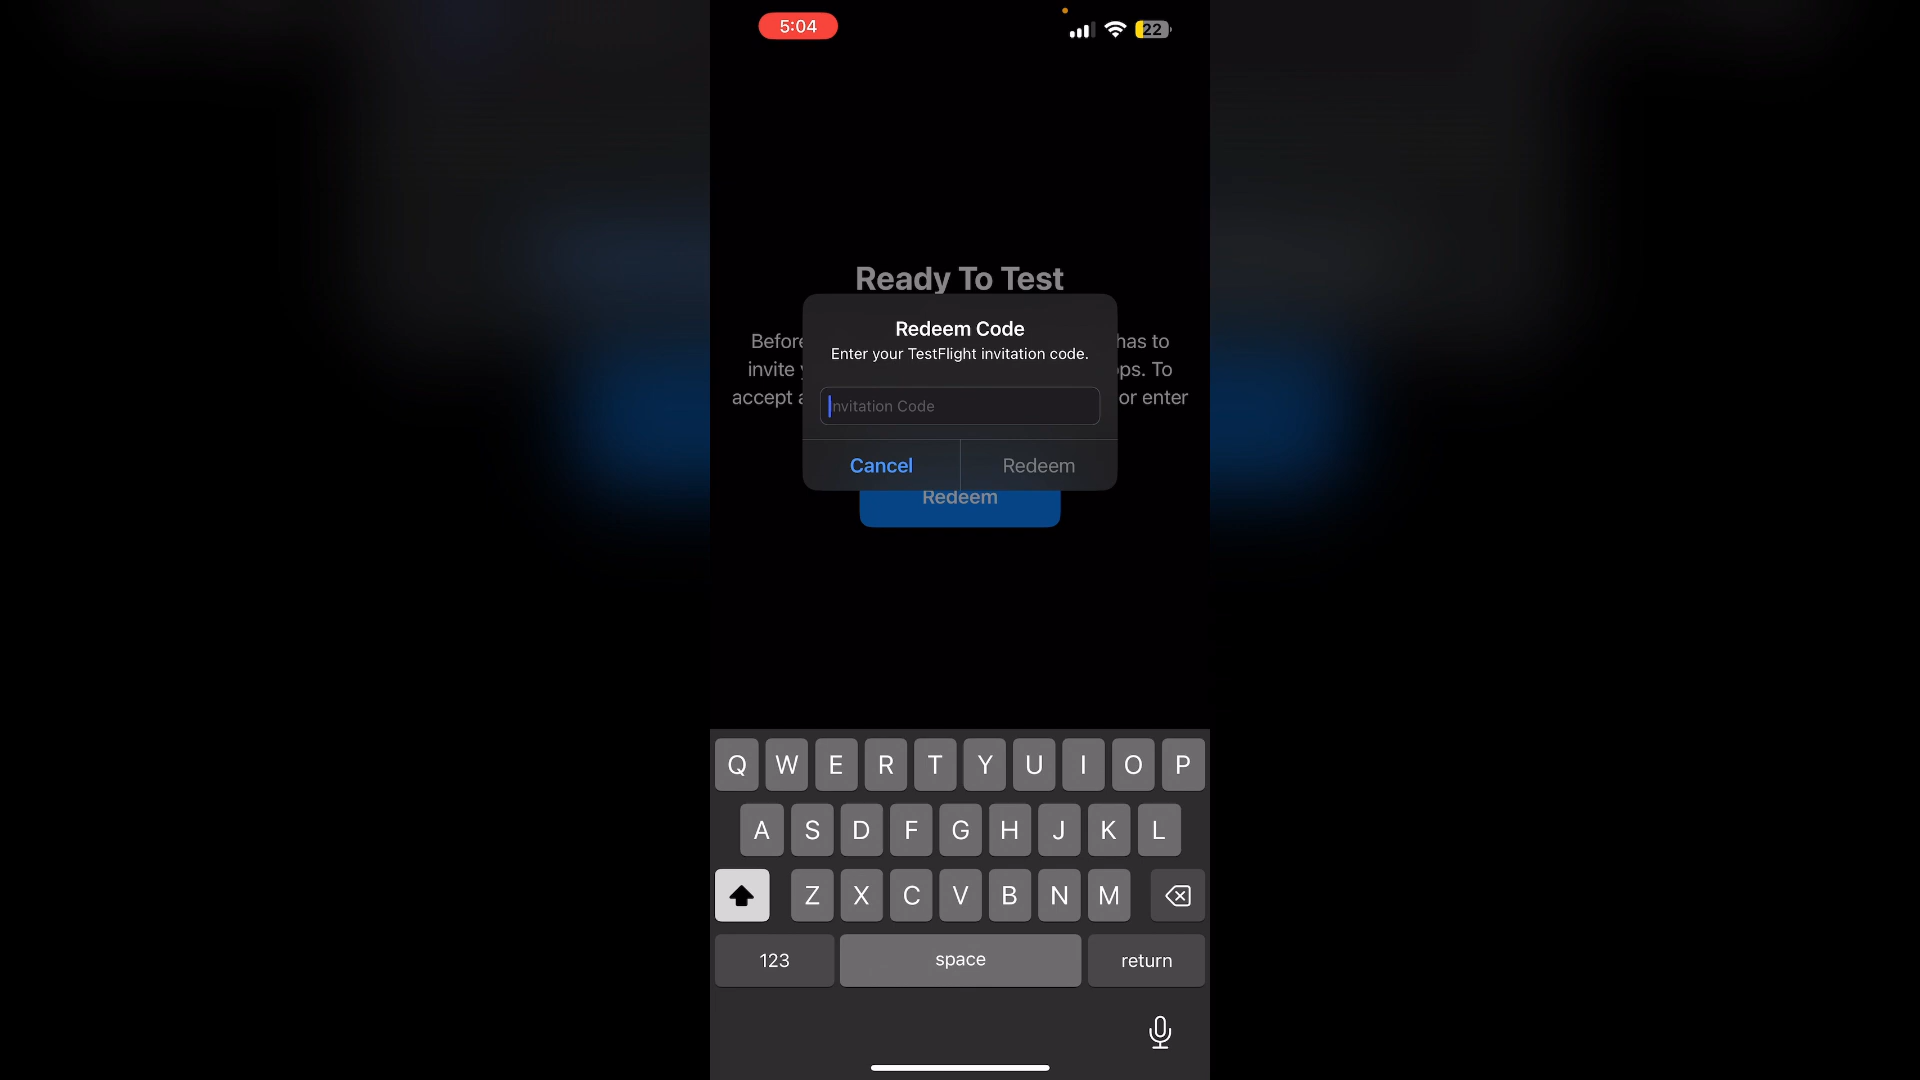 5:04
22
Ready To Test
Redeem Code
Before has to
Enter your TestFlight invitation code.
invite ps. To
accept or enter
Invitation Code
Cancel Redeem
Redeem
Q W E R T Y U I O P
A S D F G H J K L
Z X C V B N M
123 space return